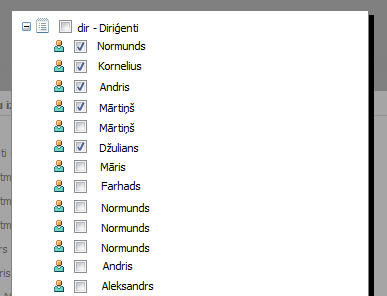 dir - Diriģenti
Normunds
Kornelius
Andris
Mārtiņš
Mārtiņš
Džulians
Māris
Farhads
Normunds
Normunds
Normunds
Andris
Aleksandrs